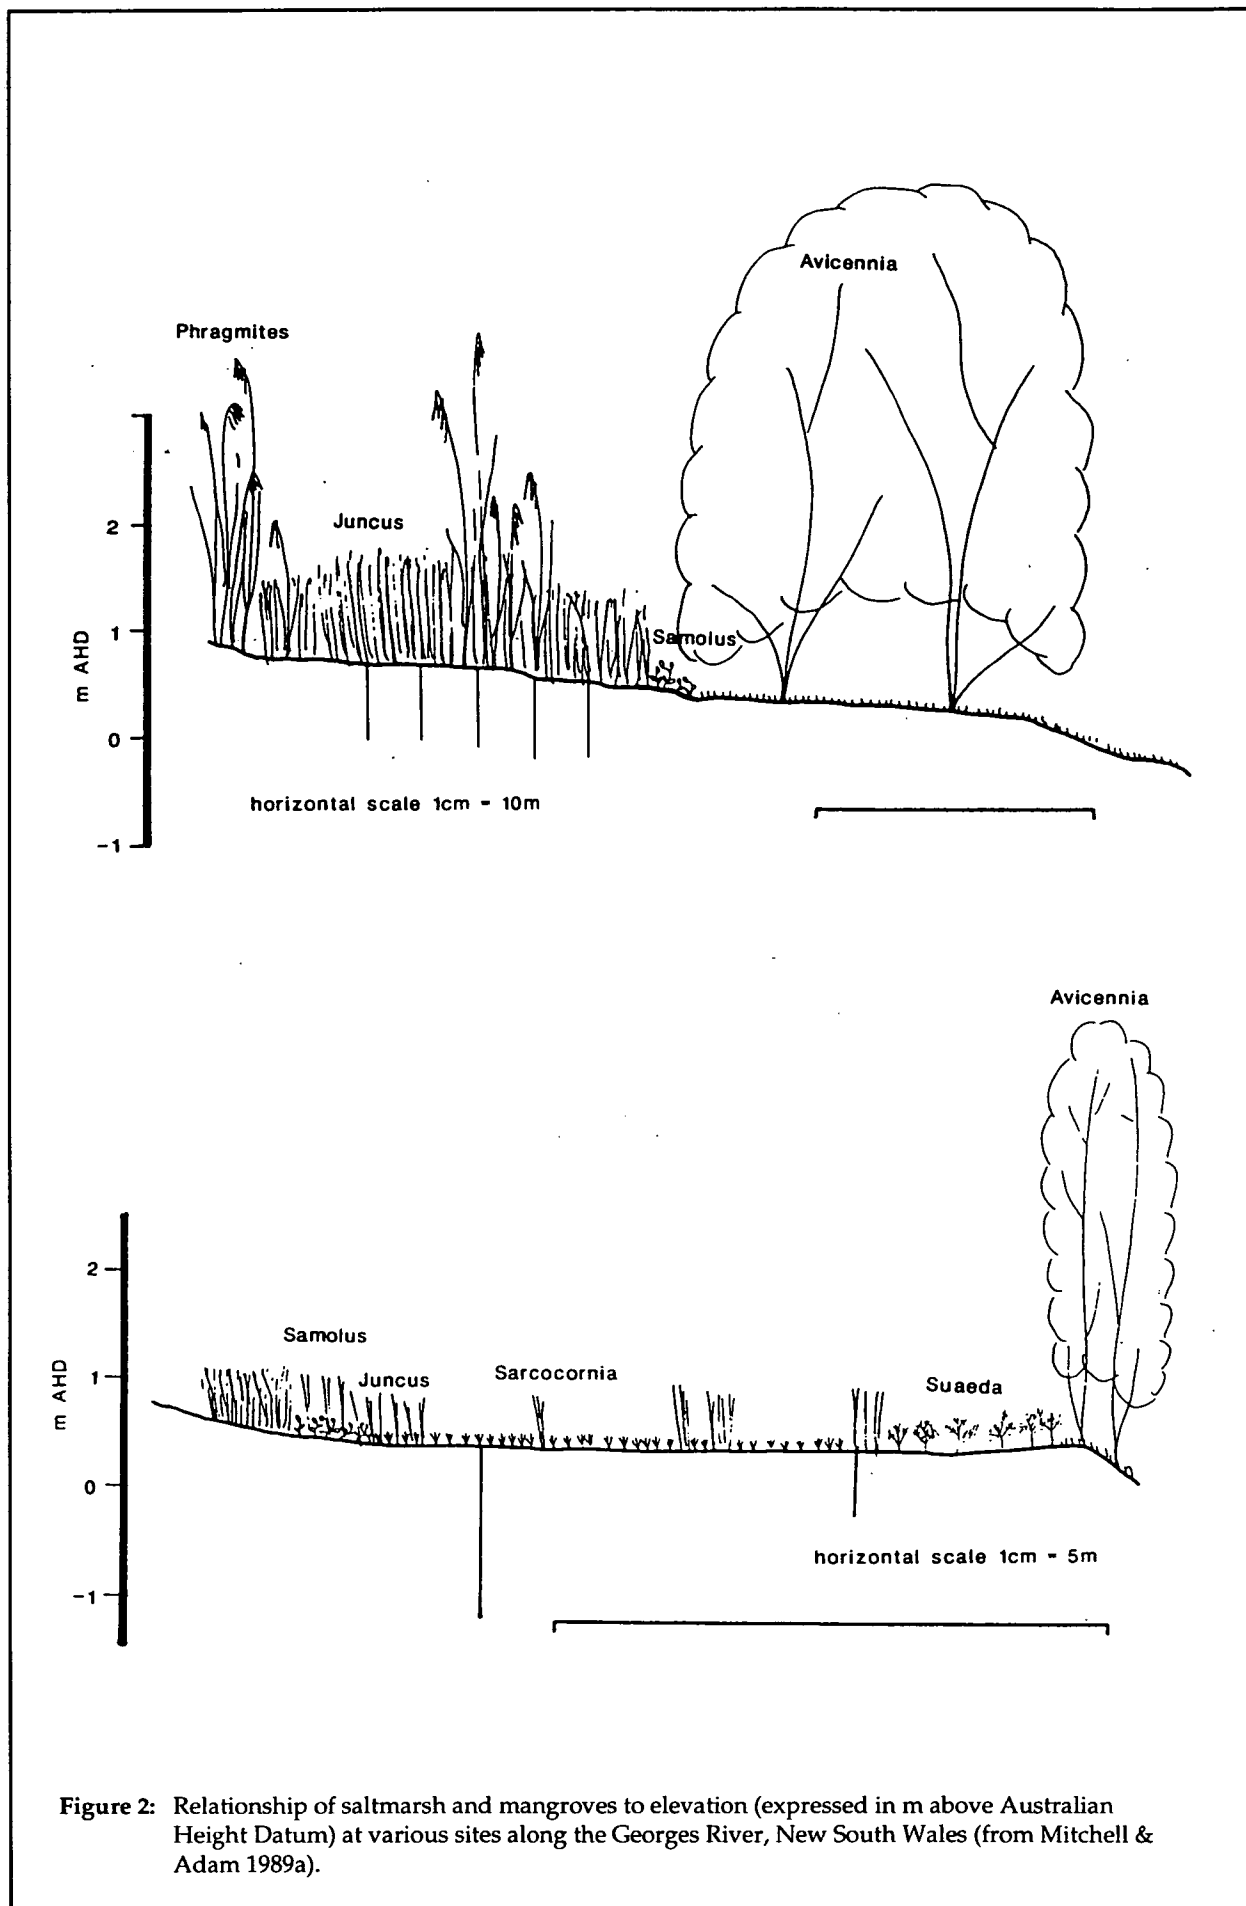 Avicennia
Phragmites
Juncus
Samolus
2
1
0
-1
m AHD
horizontal scale 1cm - 10m
Avicennia
Samolus
Juncus
Sarcocornia
Suaeda
2
1
0
-1
m AHD
horizontal scale 1cm - 5m
Figure 2: Relationship of saltmarsh and mangroves to elevation (expressed in m above Australian
Height Datum) at various sites along the Georges River, New South Wales (from Mitchell &
Adam 1989a).